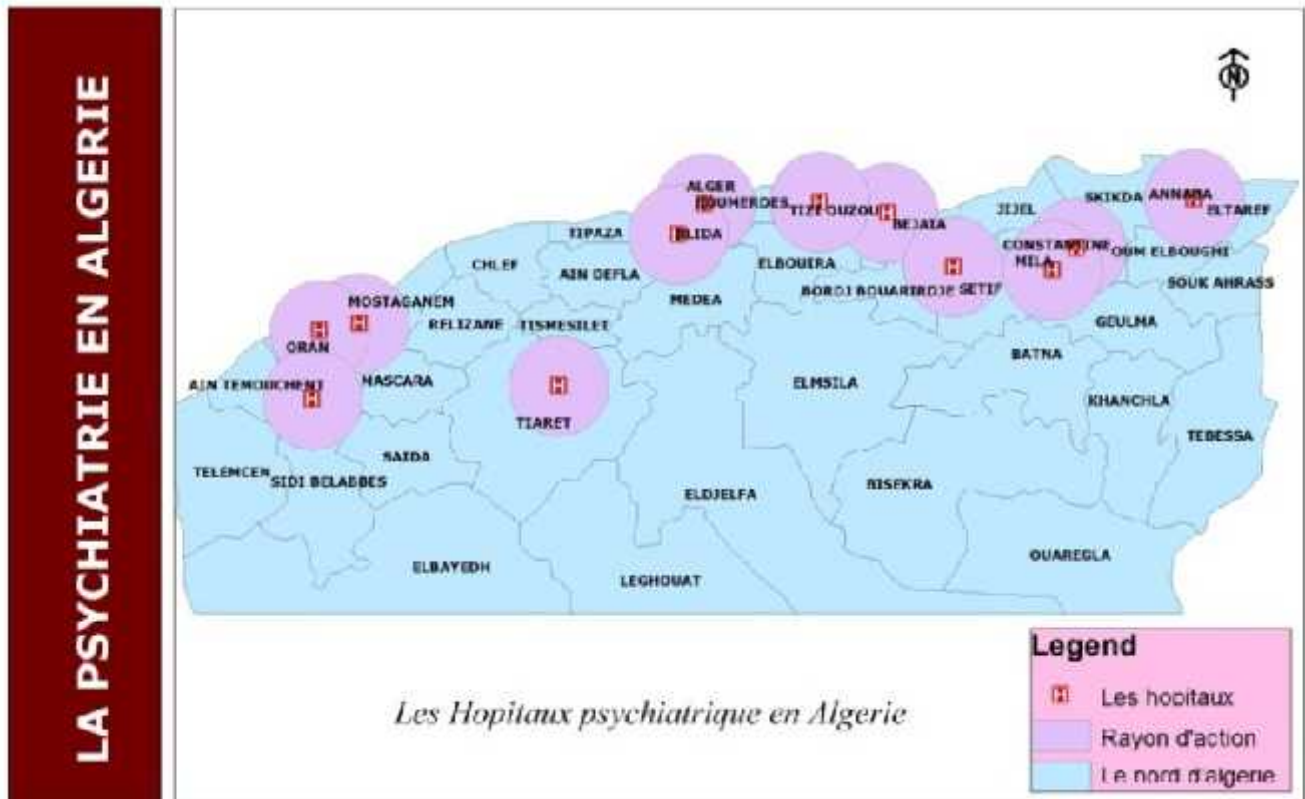 LA PSYCHIATRIE EN ALGERIE
N
ALGER
BOUMERDES
TIZI OUZOU
BEJAIA
JIJEL
SKIKDA
ANNABA
ELTAREF
TIPAZA
BLIDA
CONSTANTINE
OUM ELBOUGHI
MILA
CHLEF
AIN DEFLA
ELBOUIRA
MEDEA
BORDJ BOUARIRDJE
SETIF
SOUK AHRASS
MOSTAGANEM
RELIZANE
TISMESILET
GEULMA
ORAN
BATNA
AIN TEMOUCHENT
MASCARA
ELMSILA
KHANCHLA
TIARET
TEBESSA
TELEMCEN
SAIDA
SIDI BELABBES
BISEKRA
ELDJELFA
ELBAYEDH
LEGHOUAT
OUAREGLA
Les Hopitaux psychiatrique en Algerie
Legend
H Les hopitaux
Rayon d'action
Le nord d'algerie